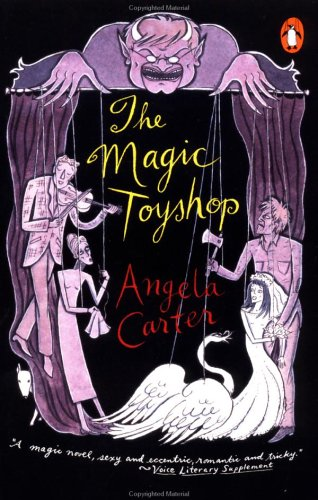 The
Magic
Toyshop
Angela
Carter
"A magic novel, sexy and eccentric, romantic and tricky."
~Voice Literary Supplement